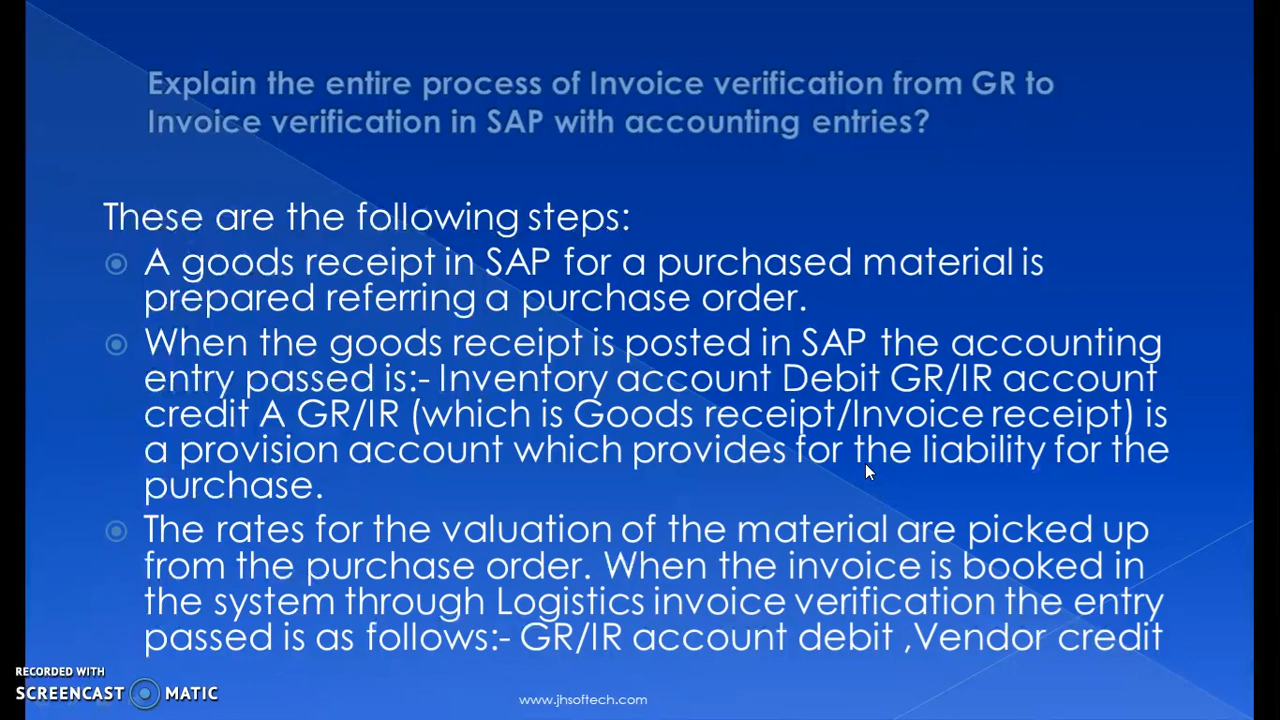 Explain the entire process of Invoice verification from GR to
Invoice verification in SAP with accounting entries?
These are the following steps:
A goods receipt in SAP for a purchased material is
prepared referring a purchase order.
When the goods receipt is posted in SAP the accounting
entry passed is:- Inventory account Debit GR/IR account
credit A GR/IR (which is Goods receipt/Invoice receipt) is
a provision account which provides for the liability for the
purchase.
The rates for the valuation of the material are picked up
from the purchase order. When the invoice is booked in
the system through Logistics invoice verification the entry
passed is as follows:- GR/IR account debit ,Vendor credit
RECORDED WITH
SCREENCAST MATIC
www.jhsoftech.com